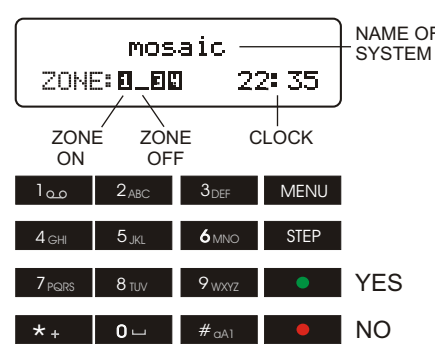 mosaic
NAME OF
SYSTEM
ZONE:1_34 22:35
ZONE ON
ZONE OFF
CLOCK
1 2ABC 3DEF MENU
4GHI 5JKL 6MNO STEP
7PQRS 8TUV 9WXYZ YES
*+ 0 #aA1 NO